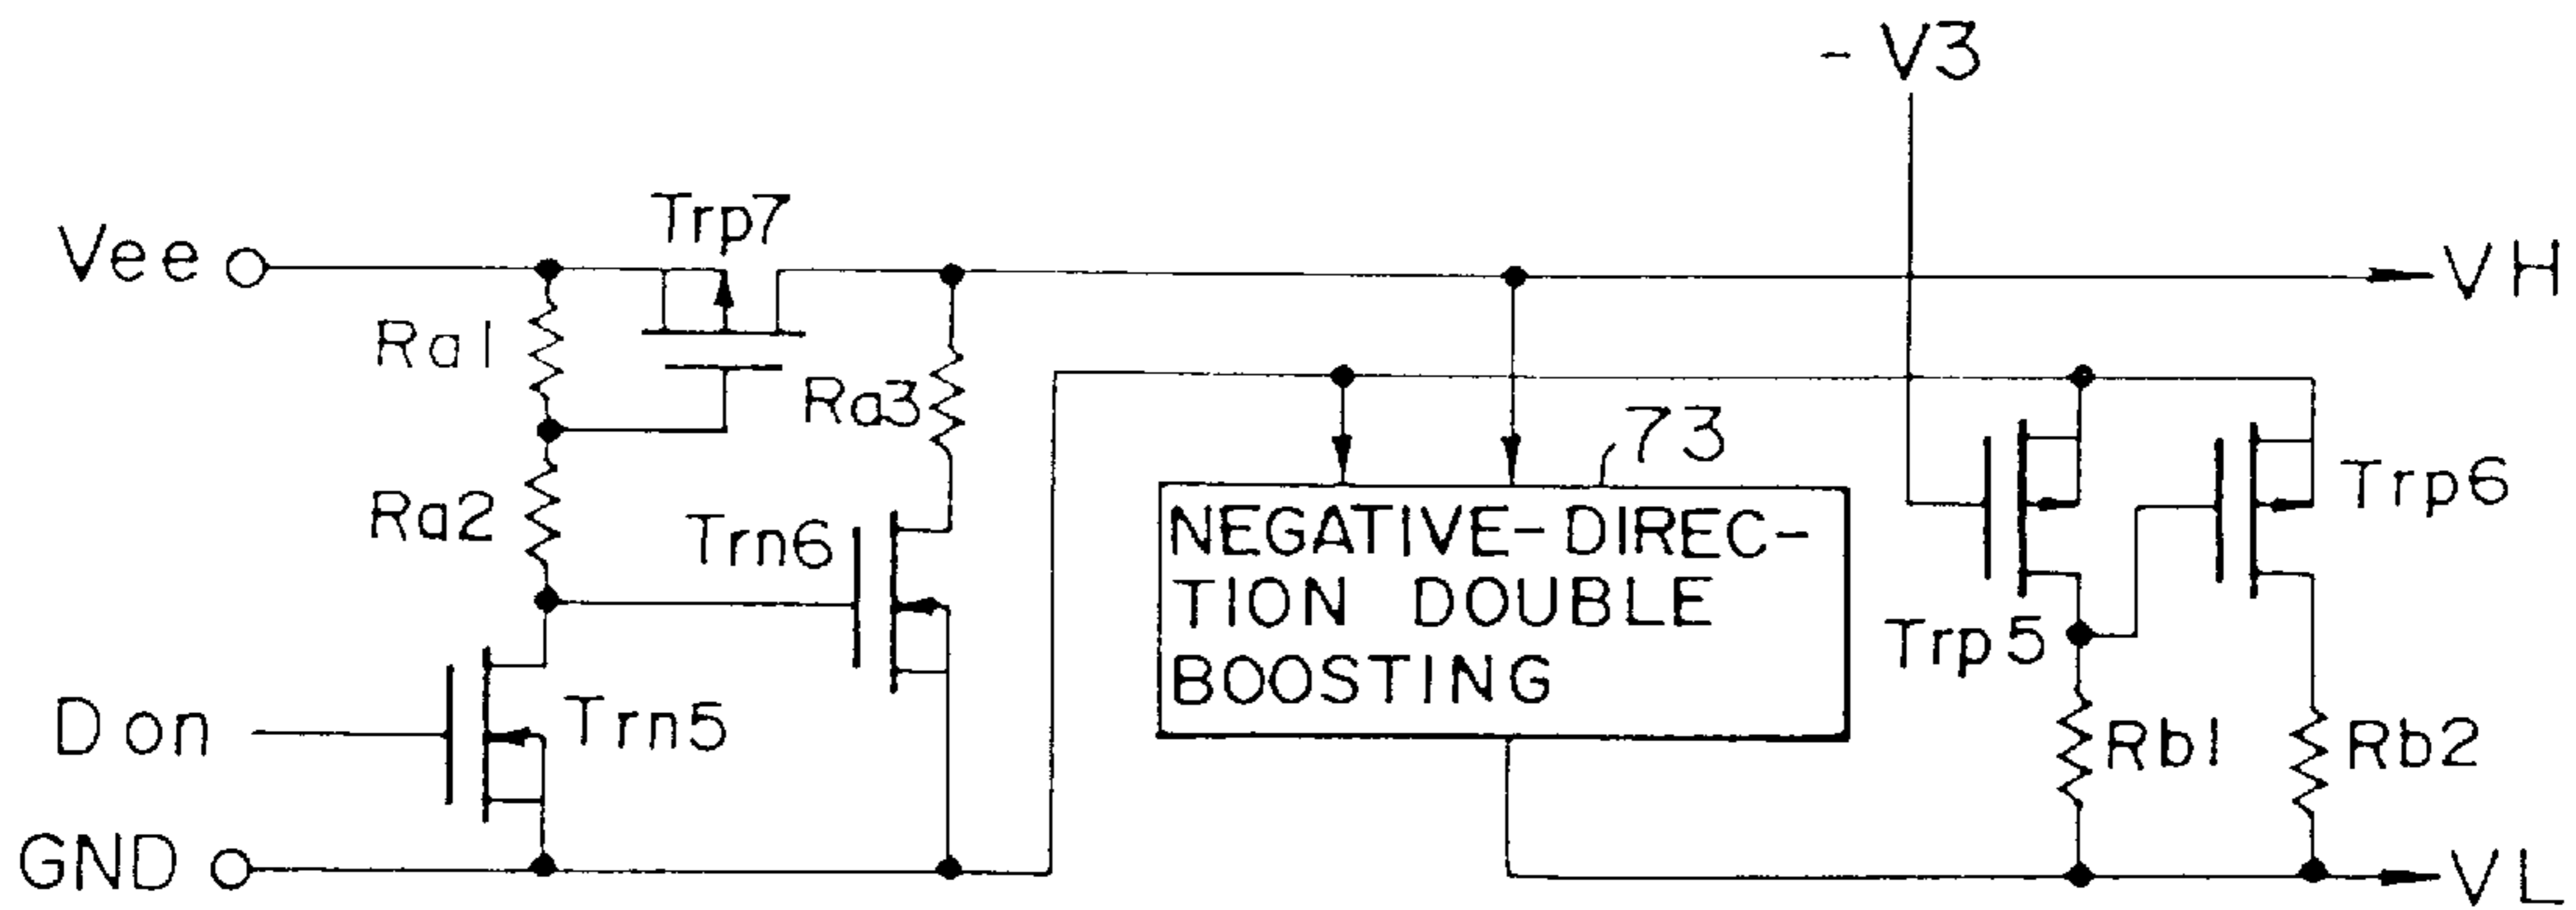 - V3
Trp7
Vee
VH
Ra1
Ra3
73
Ra2
Trn6
NEGATIVE-DIREC-
TION DOUBLE
BOOSTING
Trp6
Trp5
Don
Trn5
Rb1
Rb2
GND
VL